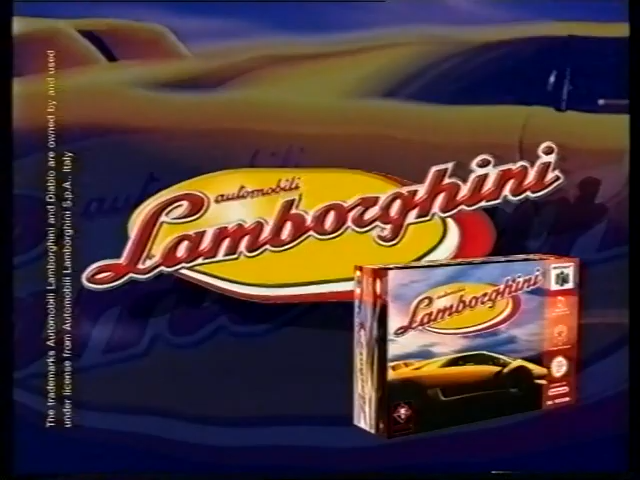 The trademarks Automobili Lamborghini and Diablo are owned by and used
under license from Automobili Lamborghini S.p.A., Italy
automobili
Lamborghini
automobili
Lamborghini